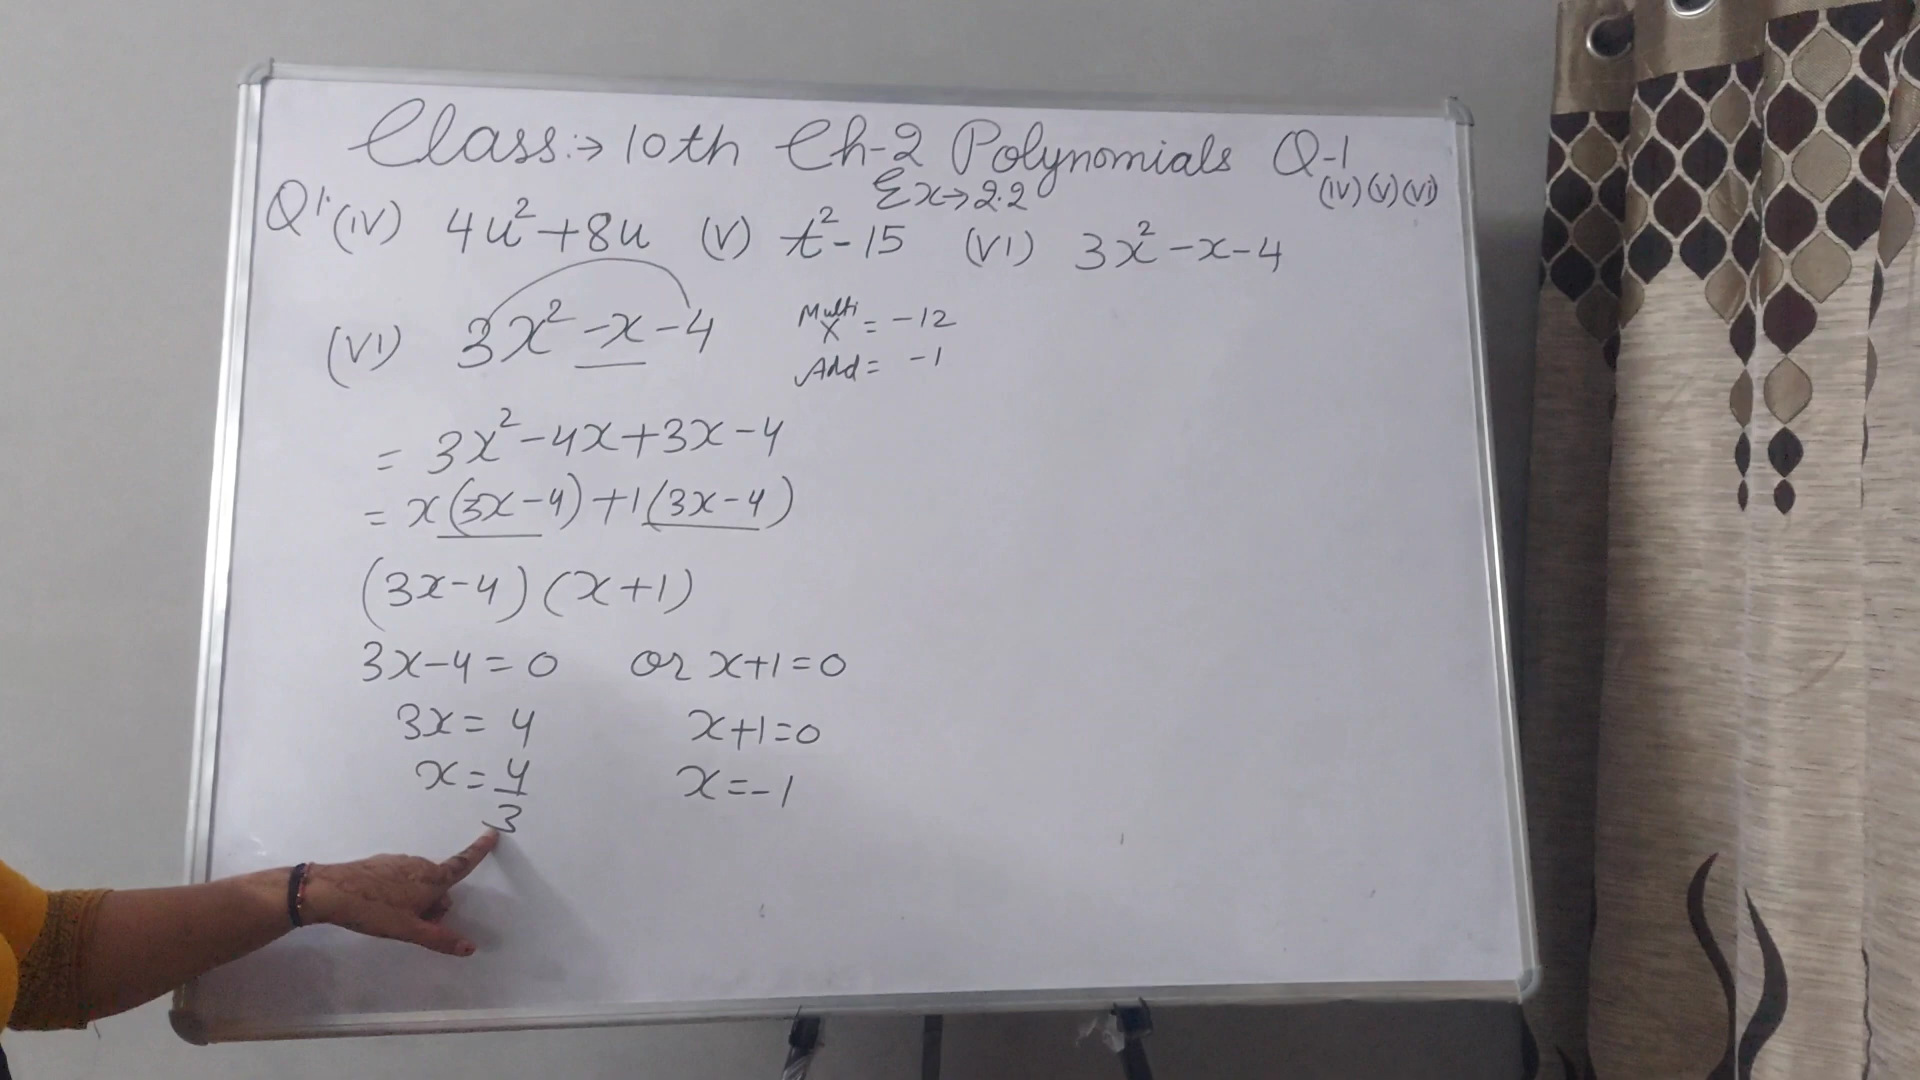 Class:→ 10th Ch-2 Polynomials Q-1
Ex→2.2 (iv)(v)(vi)
Q1.(iv) 4u²+8u (v) t²-15 (vi) 3x²-x-4
(vi) 3x²-x-4
Multi
X = -12
Add = -1
= 3x²-4x+3x-4
= x(3x-4)+1(3x-4)
(3x-4)(x+1)
3x-4=0 or x+1=0
3x=4 x+1=0
x=4/3 x=-1